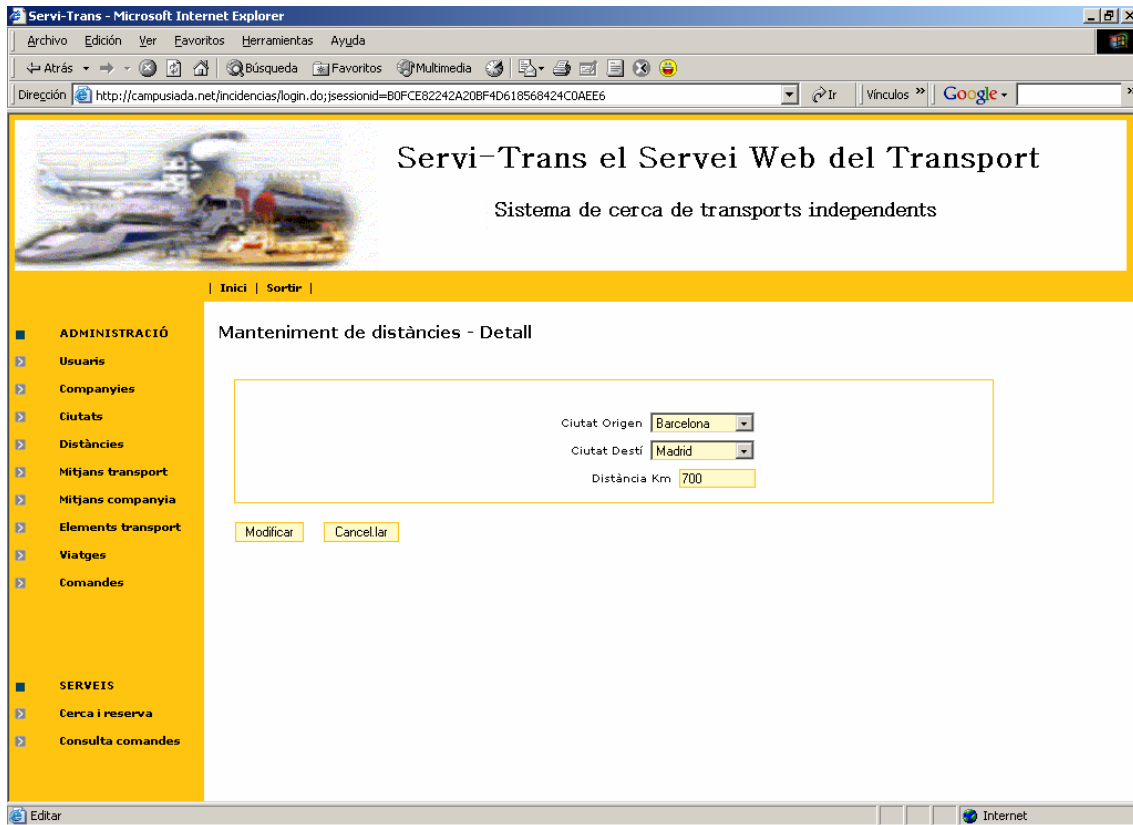 Servi-Trans - Microsoft Internet Explorer
Archivo Edición Ver Favoritos Herramientas Ayuda
Atrás Búsqueda Favoritos Multimedia
Dirección http://campusiada.net/incidencias/login.do;jsessionid=B0FCE82242A20BF4D618568424C0AEE6 Ir Vínculos » Google »
Servi-Trans el Servei Web del Transport
Sistema de cerca de transports independents
| Inici | Sortir |
ADMINISTRACIÓ
Usuaris
Companyies
Ciutats
Distàncies
Mitjans transport
Mitjans companyia
Elements transport
Viatges
Comandes
SERVEIS
Cerca i reserva
Consulta comandes
Manteniment de distàncies - Detall
Ciutat Origen Barcelona
Ciutat Destí Madrid
Distància Km 700
Modificar Cancel.lar
Editar Internet